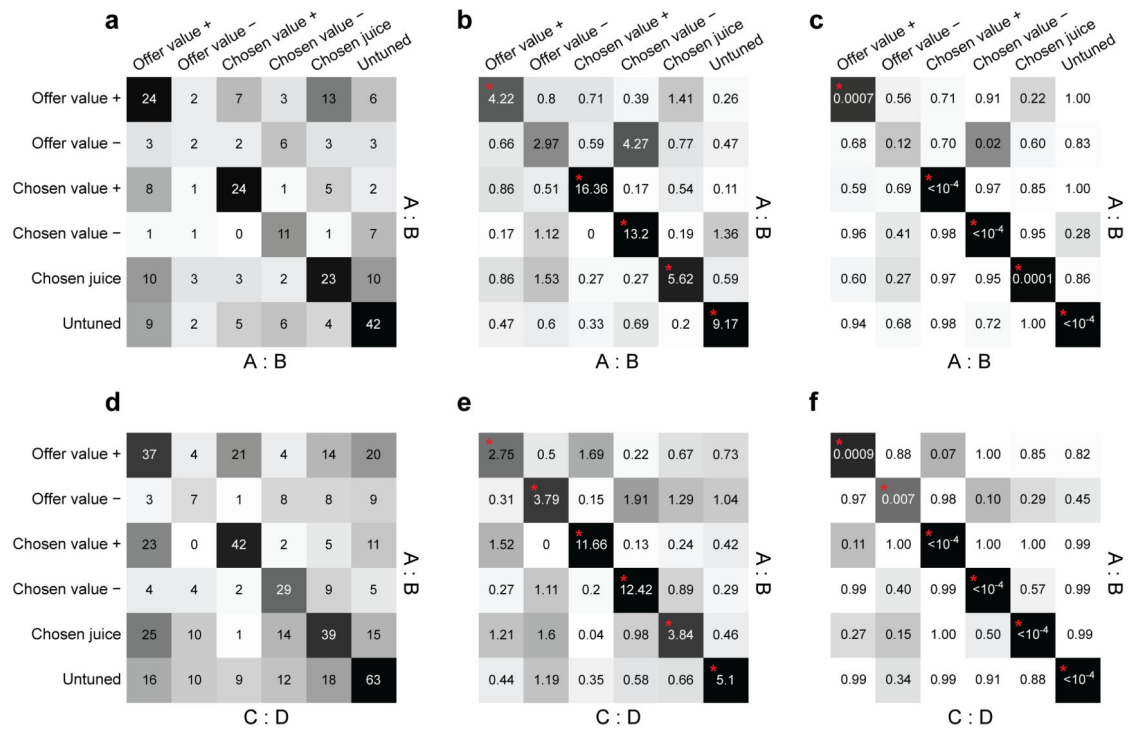 a b c
Offer value + Offer value − Chosen value + Chosen value − Chosen juice Untuned
Offer value + Offer value − Chosen value + Chosen value − Chosen juice Untuned
Offer value + Offer value − Chosen value + Chosen value − Chosen juice Untuned
Offer value + 24 2 7 3 13 6 * 4.22 0.8 0.71 0.39 1.41 0.26 * 0.0007 0.56 0.71 0.91 0.22 1.00
Offer value − 3 2 2 6 3 3 0.66 2.97 0.59 4.27 0.77 0.47 0.68 0.12 0.70 0.02 0.60 0.83
Chosen value + 8 1 24 1 5 2 0.86 0.51 * 16.36 0.17 0.54 0.11 0.59 0.69 * <10⁻⁴ 0.97 0.85 1.00
Chosen value − 1 1 0 11 1 7 0.17 1.12 0 * 13.2 0.19 1.36 0.96 0.41 0.98 * <10⁻⁴ 0.95 0.28
Chosen juice 10 3 3 2 23 10 0.86 1.53 0.27 0.27 * 5.62 0.59 0.60 0.27 0.97 0.95 * 0.0001 0.86
Untuned 9 2 5 6 4 42 0.47 0.6 0.33 0.69 0.2 * 9.17 0.94 0.68 0.98 0.72 1.00 * <10⁻⁴
A : B A : B A : B
A : B A : B A : B
d e f
Offer value + 37 4 21 4 14 20 * 2.75 0.5 1.69 0.22 0.67 0.73 * 0.0009 0.88 0.07 1.00 0.85 0.82
Offer value − 3 7 1 8 8 9 0.31 * 3.79 0.15 1.91 1.29 1.04 0.97 * 0.007 0.98 0.10 0.29 0.45
Chosen value + 23 0 42 2 5 11 1.52 0 * 11.66 0.13 0.24 0.42 0.11 1.00 * <10⁻⁴ 1.00 1.00 0.99
Chosen value − 4 4 2 29 9 5 0.27 1.11 0.2 * 12.42 0.89 0.29 0.99 0.40 0.99 * <10⁻⁴ 0.57 0.99
Chosen juice 25 10 1 14 39 15 1.21 1.6 0.04 0.98 * 3.84 0.46 0.27 0.15 1.00 0.50 * <10⁻⁴ 0.99
Untuned 16 10 9 12 18 63 0.44 1.19 0.35 0.58 0.66 * 5.1 0.99 0.34 0.99 0.91 0.88 * <10⁻⁴
A : B A : B A : B
C : D C : D C : D